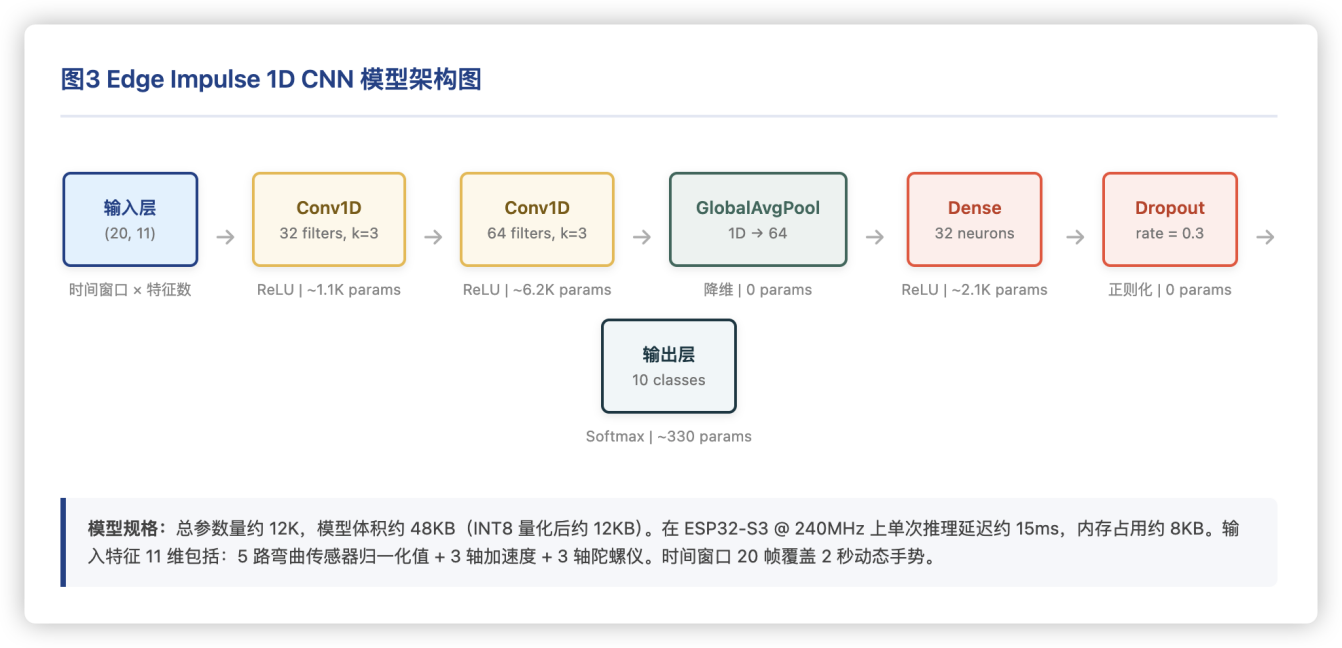 图3 Edge Impulse 1D CNN 模型架构图
输入层
(20, 11)
时间窗口 × 特征数
→
Conv1D
32 filters, k=3
ReLU | ~1.1K params
→
Conv1D
64 filters, k=3
ReLU | ~6.2K params
→
GlobalAvgPool
1D → 64
降维 | 0 params
→
Dense
32 neurons
ReLU | ~2.1K params
→
Dropout
rate = 0.3
正则化 | 0 params
→
输出层
10 classes
Softmax | ~330 params
模型规格：总参数量约 12K，模型体积约 48KB（INT8 量化后约 12KB）。在 ESP32-S3 @ 240MHz 上单次推理延迟约 15ms，内存占用约 8KB。输
入特征 11 维包括：5 路弯曲传感器归一化值 + 3 轴加速度 + 3 轴陀螺仪。时间窗口 20 帧覆盖 2 秒动态手势。